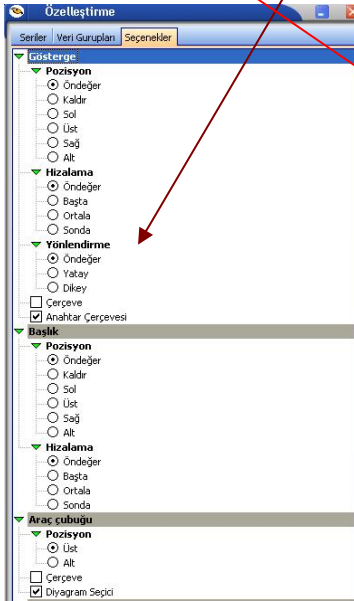 Özelleştirme
Seriler Veri Gurupları Seçenekler
Gösterge
Pozisyon
Öndeğer
Kaldır
Sol
Üst
Sağ
Alt
Hizalama
Öndeğer
Başta
Ortala
Sonda
Yönlendirme
Öndeğer
Yatay
Dikey
Çerçeve
Anahtar Çerçevesi
Başlık
Pozisyon
Öndeğer
Kaldır
Sol
Üst
Sağ
Alt
Hizalama
Öndeğer
Başta
Ortala
Sonda
Araç çubuğu
Pozisyon
Üst
Alt
Çerçeve
Diyagram Seçici